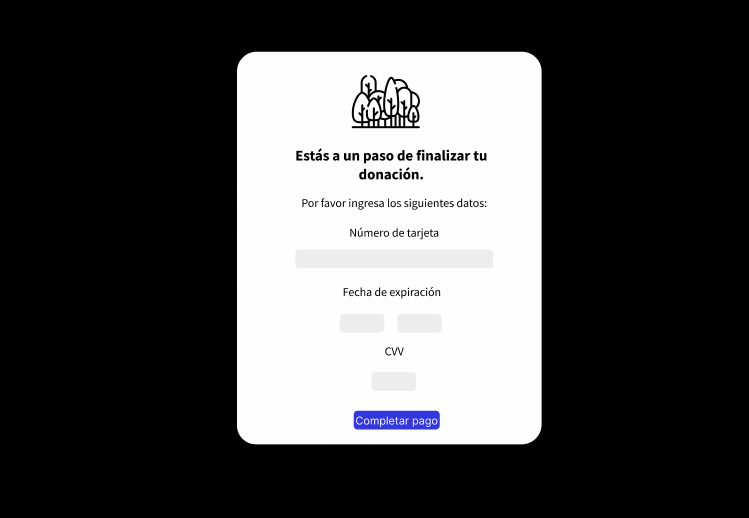 Estás a un paso de finalizar tu
donación.
Por favor ingresa los siguientes datos:
Número de tarjeta
Fecha de expiración
CVV
Completar pago